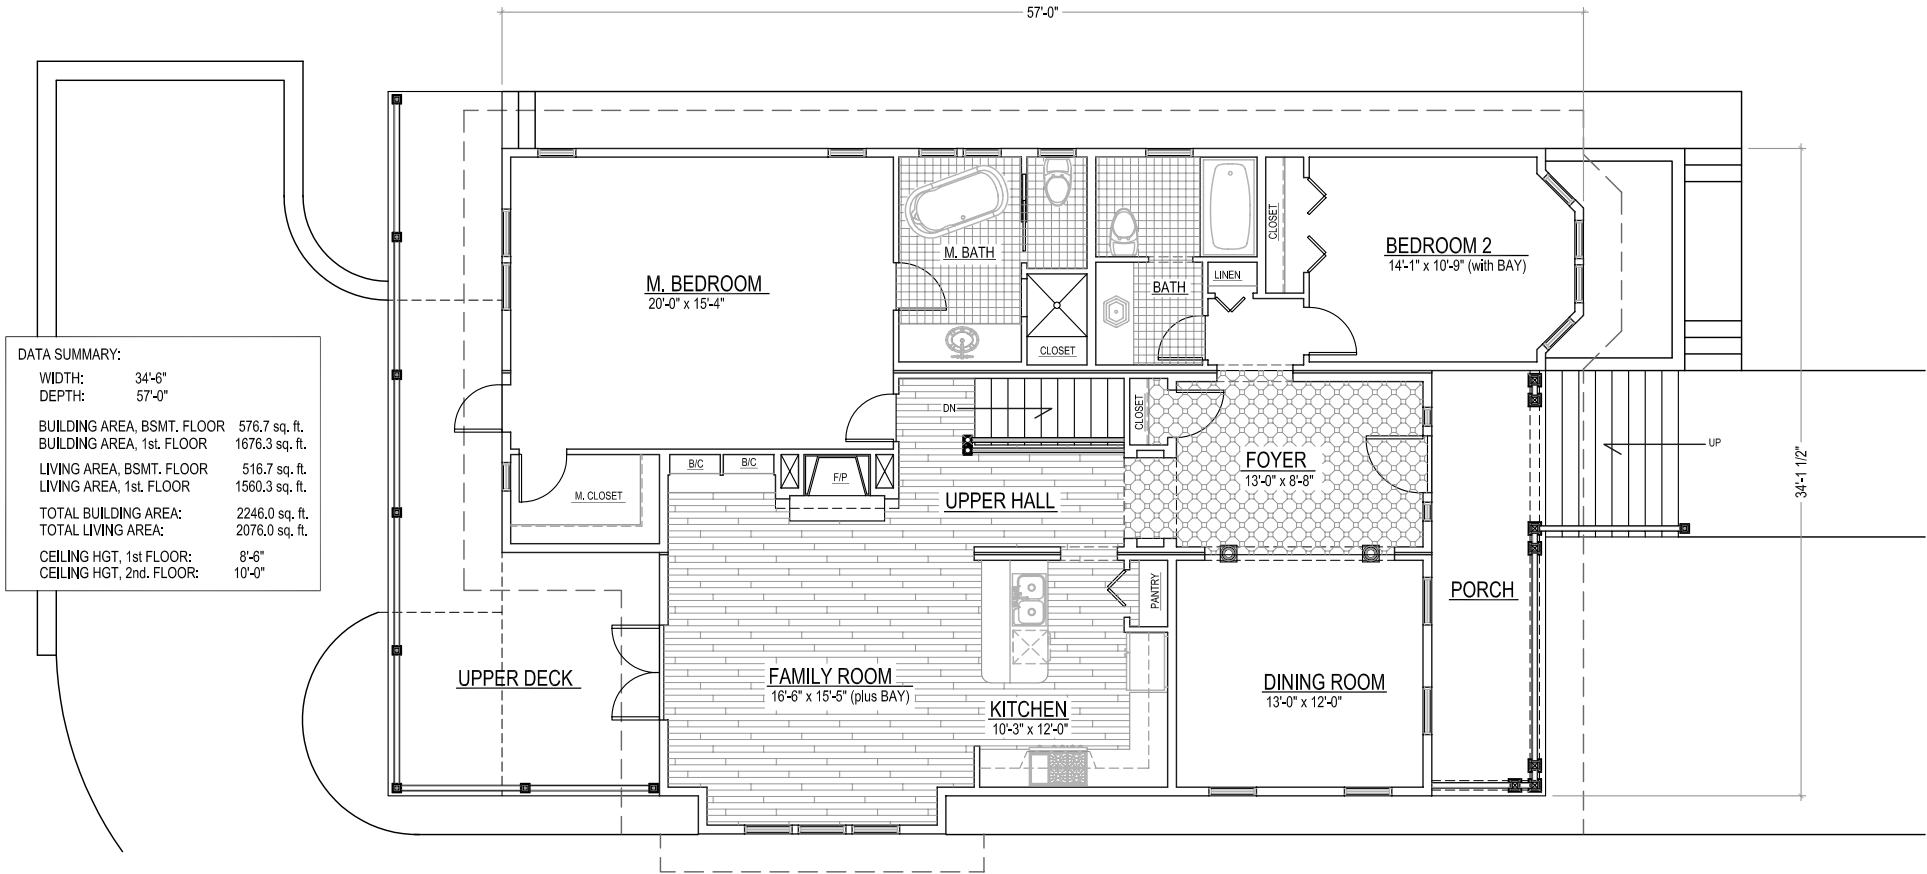 57'-0"
M. BEDROOM
20'-0" x 15'-4"
M. BATH
CLOSET
BATH
LINEN
CLOSET
BEDROOM 2
14'-1" x 10'-9" (with BAY)
DATA SUMMARY:
WIDTH: 34'-6"
DEPTH: 57'-0"
BUILDING AREA, BSMT. FLOOR 576.7 sq. ft.
BUILDING AREA, 1st. FLOOR 1676.3 sq. ft.
LIVING AREA, BSMT. FLOOR 516.7 sq. ft.
LIVING AREA, 1st. FLOOR 1560.3 sq. ft.
TOTAL BUILDING AREA: 2246.0 sq. ft.
TOTAL LIVING AREA: 2076.0 sq. ft.
CEILING HGT, 1st FLOOR: 8'-6"
CEILING HGT, 2nd. FLOOR: 10'-0"
DN
CLOSET
UP
34'-1 1/2"
B/C
B/C
F/P
M. CLOSET
UPPER HALL
FOYER
13'-0" x 8'-8"
PANTRY
PORCH
UPPER DECK
FAMILY ROOM
16'-6" x 15'-5" (plus BAY)
KITCHEN
10'-3" x 12'-0"
DINING ROOM
13'-0" x 12'-0"